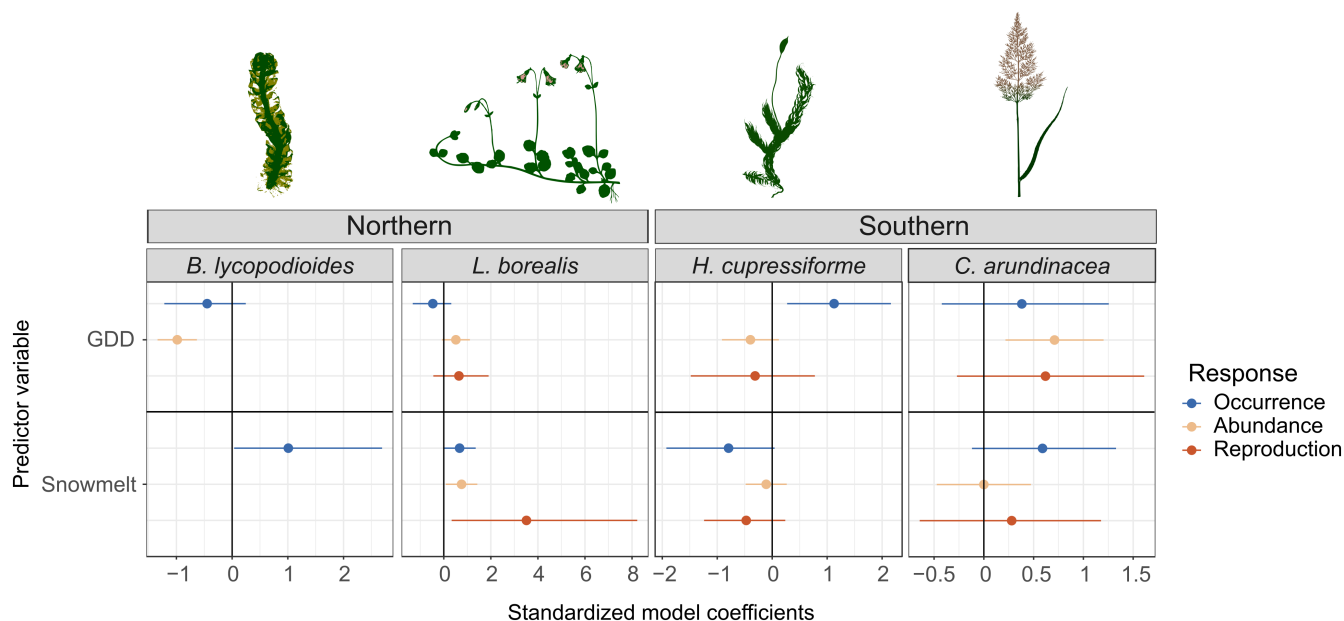 Northern Southern
B. lycopodioides L. borealis H. cupressiforme C. arundinacea
Predictor variable
GDD
Snowmelt
−1 0 1 2 0 2 4 6 8 −2 −1 0 1 2 −0.5 0 0.5 1 1.5
Standardized model coefficients
Response
Occurrence
Abundance
Reproduction